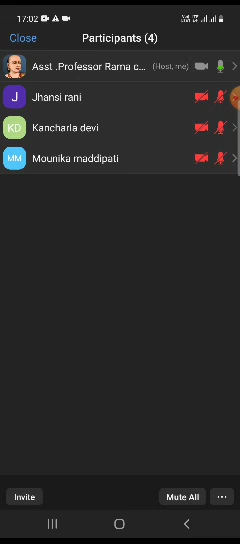 17:02
Close Participants (4)
Asst .Professor Rama c... (Host, me)
J Jhansi rani
KD Kancharla devi
MM Mounika maddipati
Invite Mute All ...